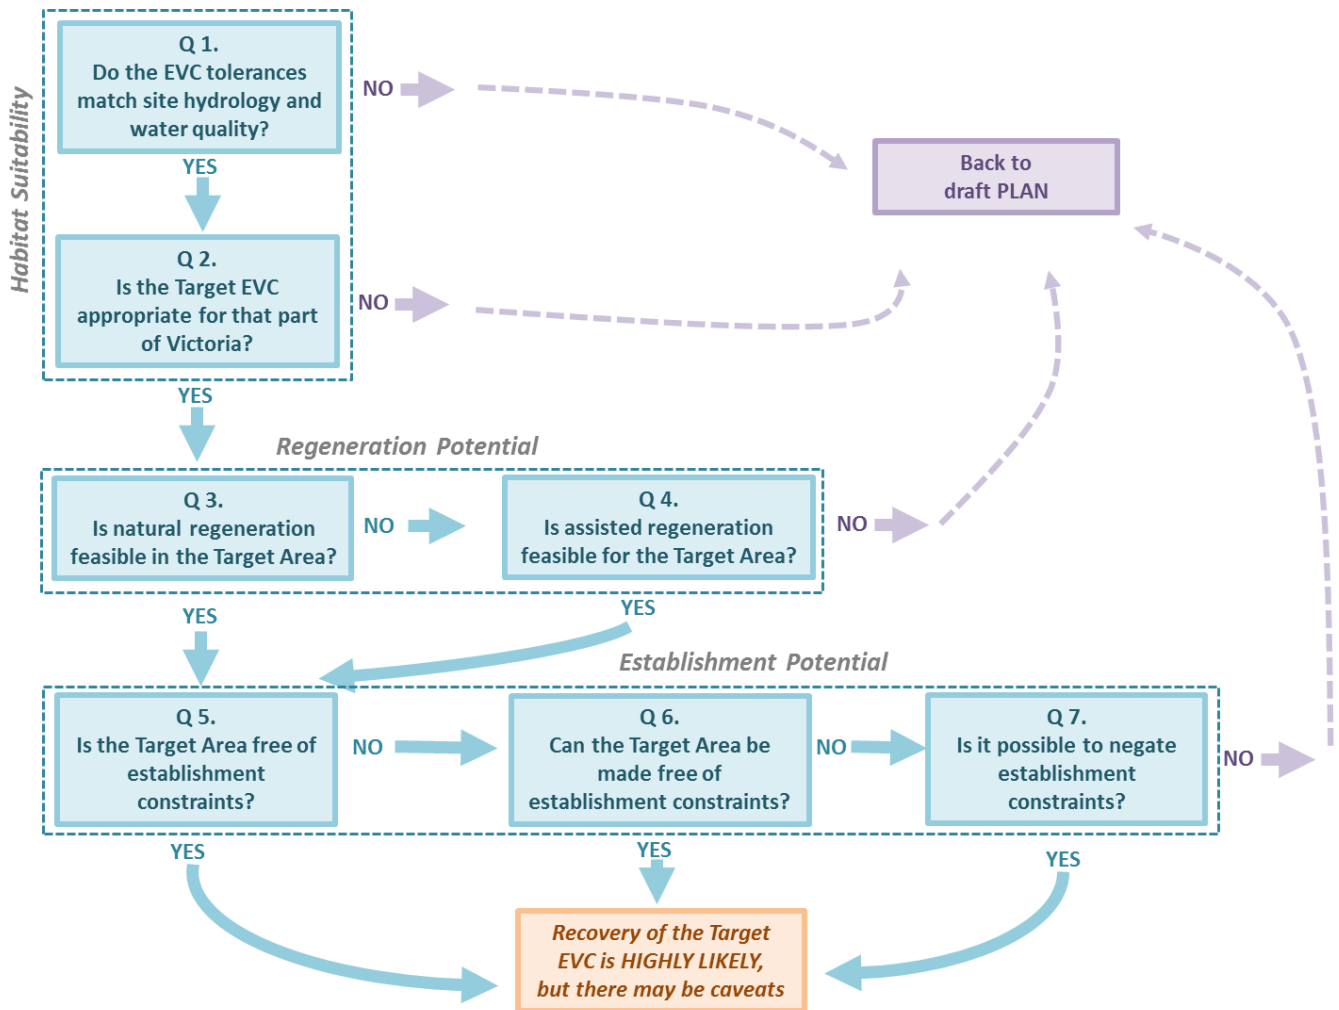 Habitat Suitability
Q 1.
Do the EVC tolerances
match site hydrology and
water quality?
NO
YES
Back to
draft PLAN
Q 2.
Is the Target EVC
appropriate for that part
of Victoria?
NO
YES
Regeneration Potential
Q 3.
Is natural regeneration
feasible in the Target Area?
NO
Q 4.
Is assisted regeneration
feasible for the Target Area?
NO
YES
YES
Establishment Potential
Q 5.
Is the Target Area free of
establishment
constraints?
NO
Q 6.
Can the Target Area be
made free of
establishment constraints?
NO
Q 7.
Is it possible to negate
establishment
constraints?
NO
YES
YES
YES
Recovery of the Target
EVC is HIGHLY LIKELY,
but there may be caveats